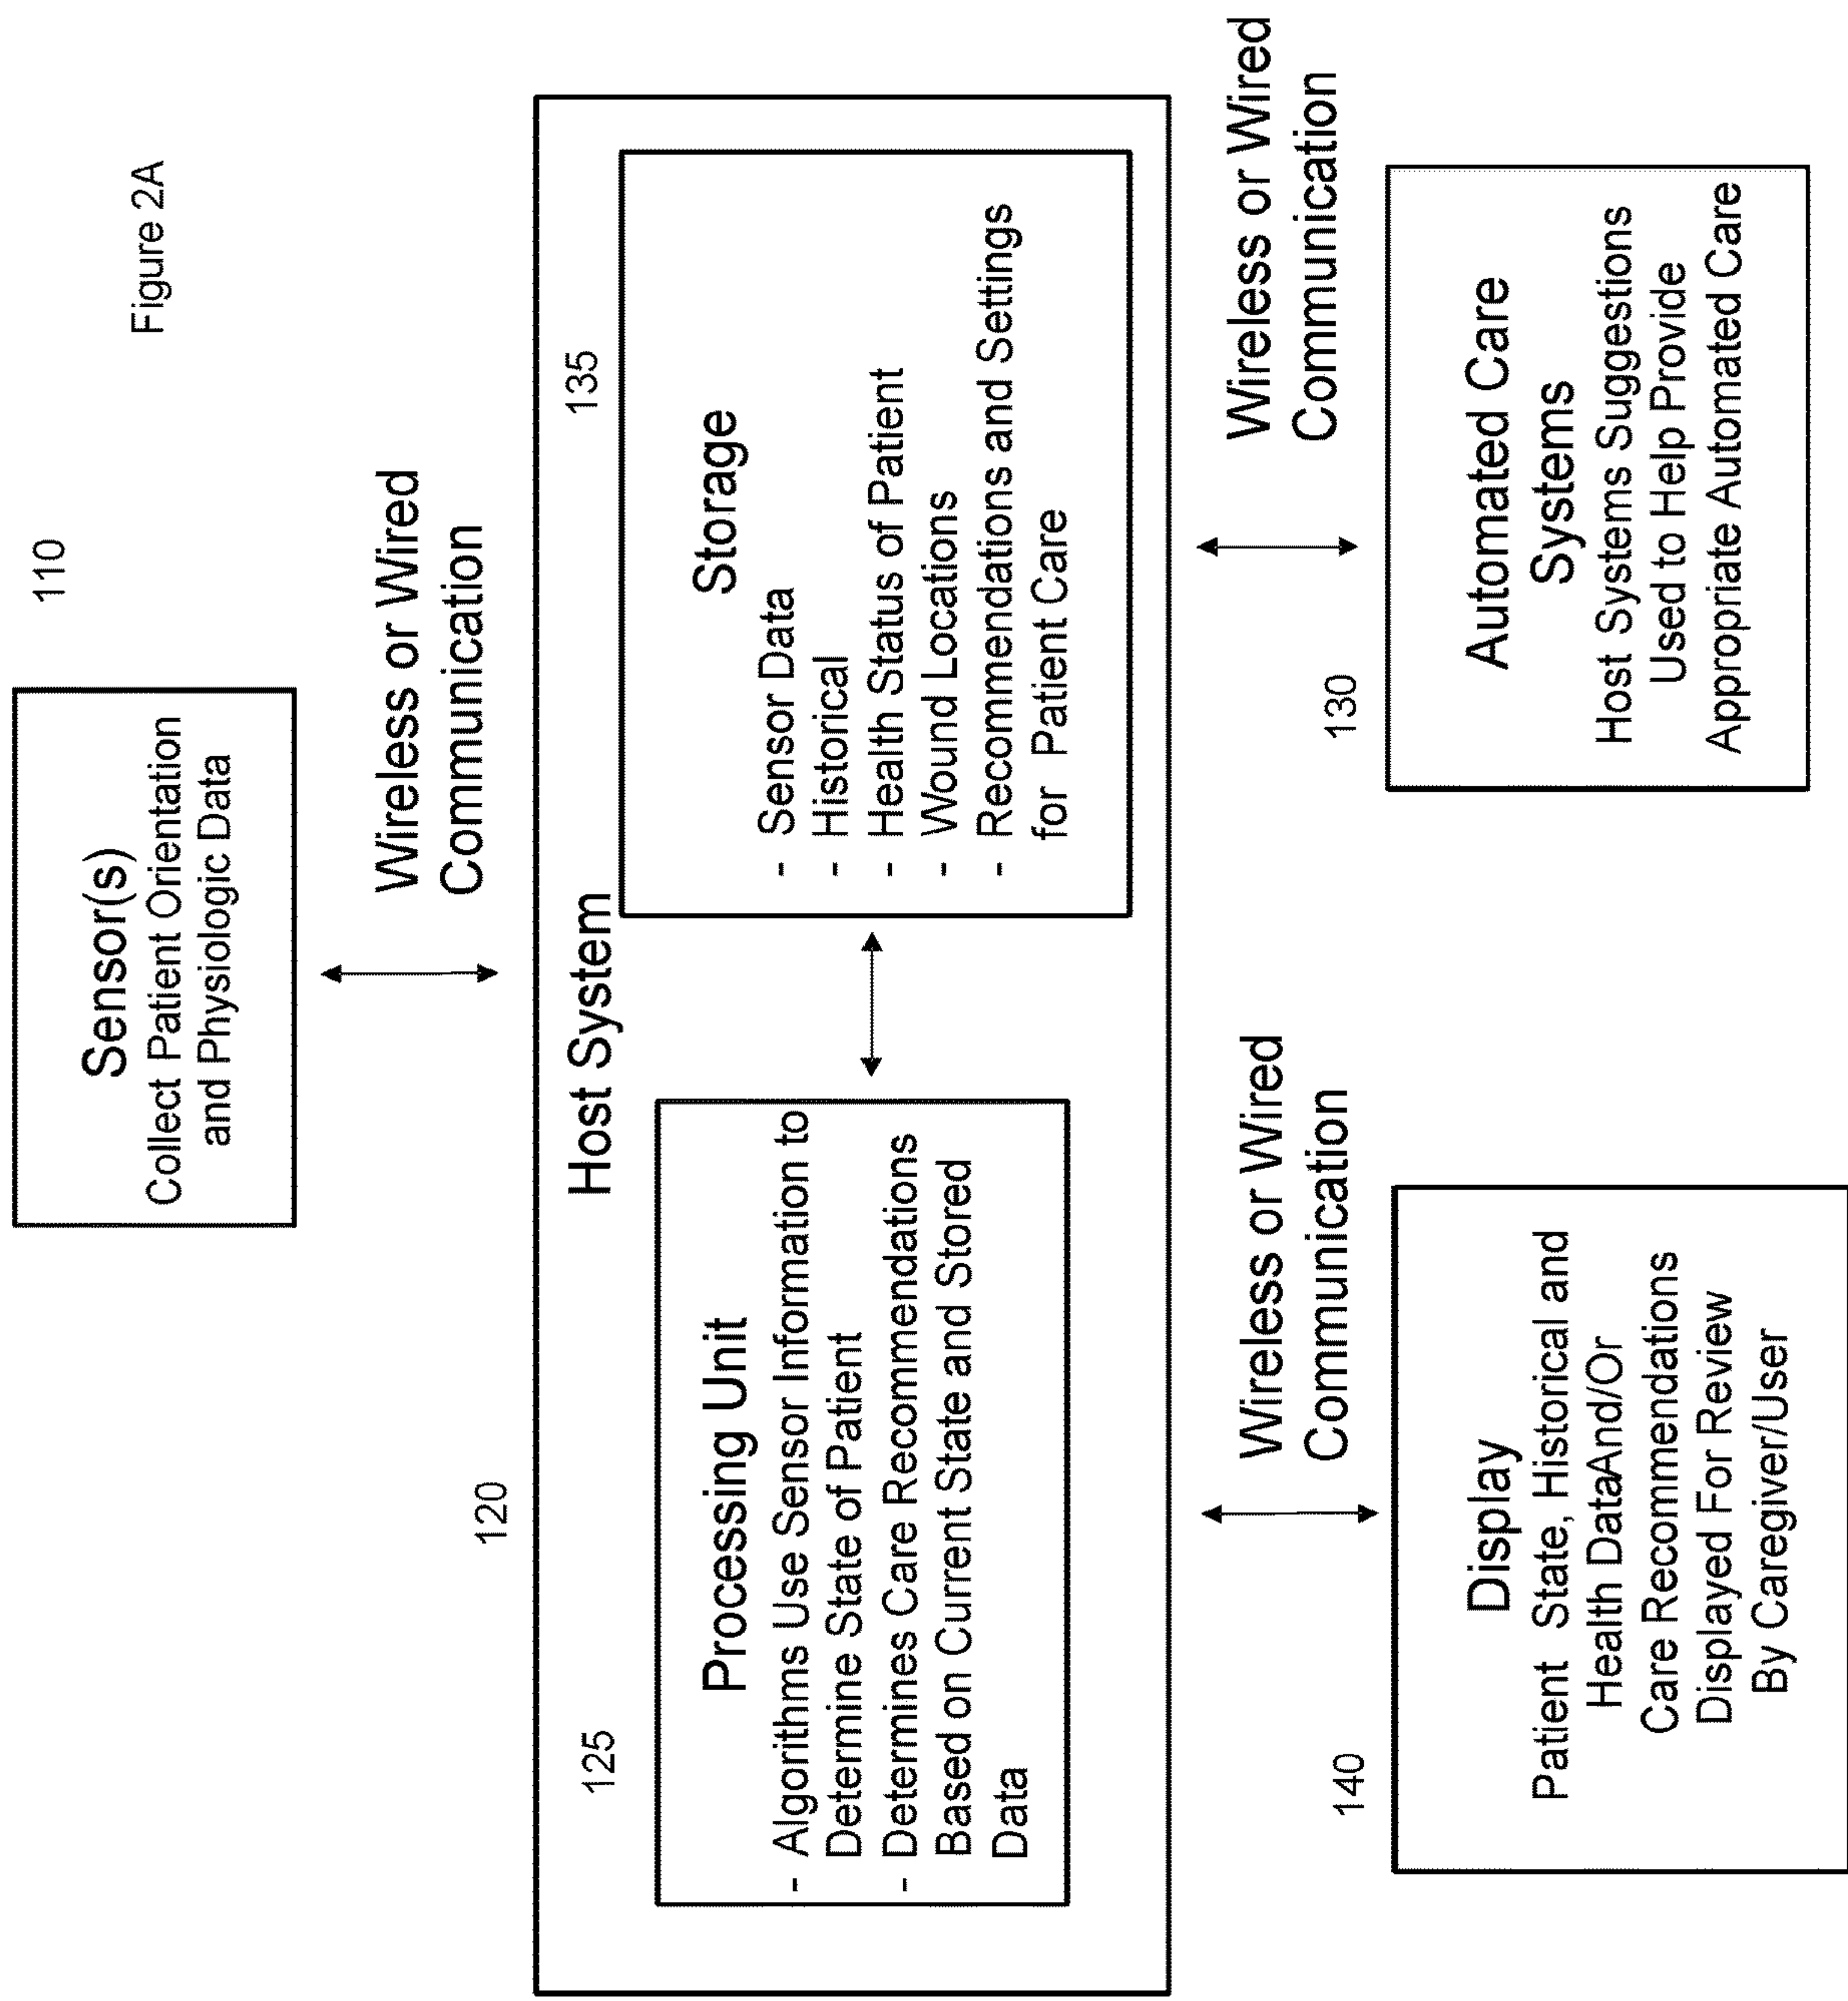 Figure 2A
110
Sensor(s)
Collect Patient Orientation
and Physiologic Data
Wireless or Wired
Communication
120
Host System
125
Processing Unit
- Algorithms Use Sensor Information to
Determine State of Patient
- Determines Care Recommendations
Based on Current State and Stored
Data
135
Storage
- Sensor Data
- Historical
- Health Status of Patient
- Wound Locations
- Recommendations and Settings
for Patient Care
Wireless or Wired
Communication
Wireless or Wired
Communication
140
Display
Patient State, Historical and
Health DataAnd/Or
Care Recommendations
Displayed For Review
By Caregiver/User
130
Automated Care
Systems
Host Systems Suggestions
Used to Help Provide
Appropriate Automated Care